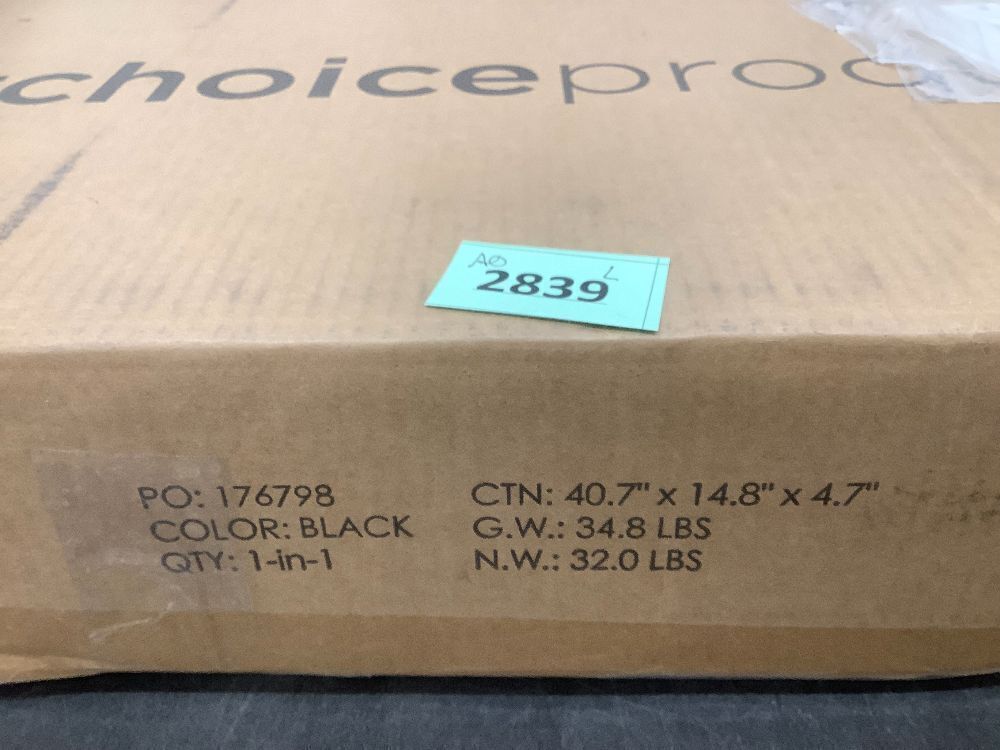 choiceproc
AØ L
2839
PO: 176798
COLOR: BLACK
QTY: 1-in-1
CTN: 40.7" x 14.8" x 4.7"
G.W.: 34.8 LBS
N.W.: 32.0 LBS